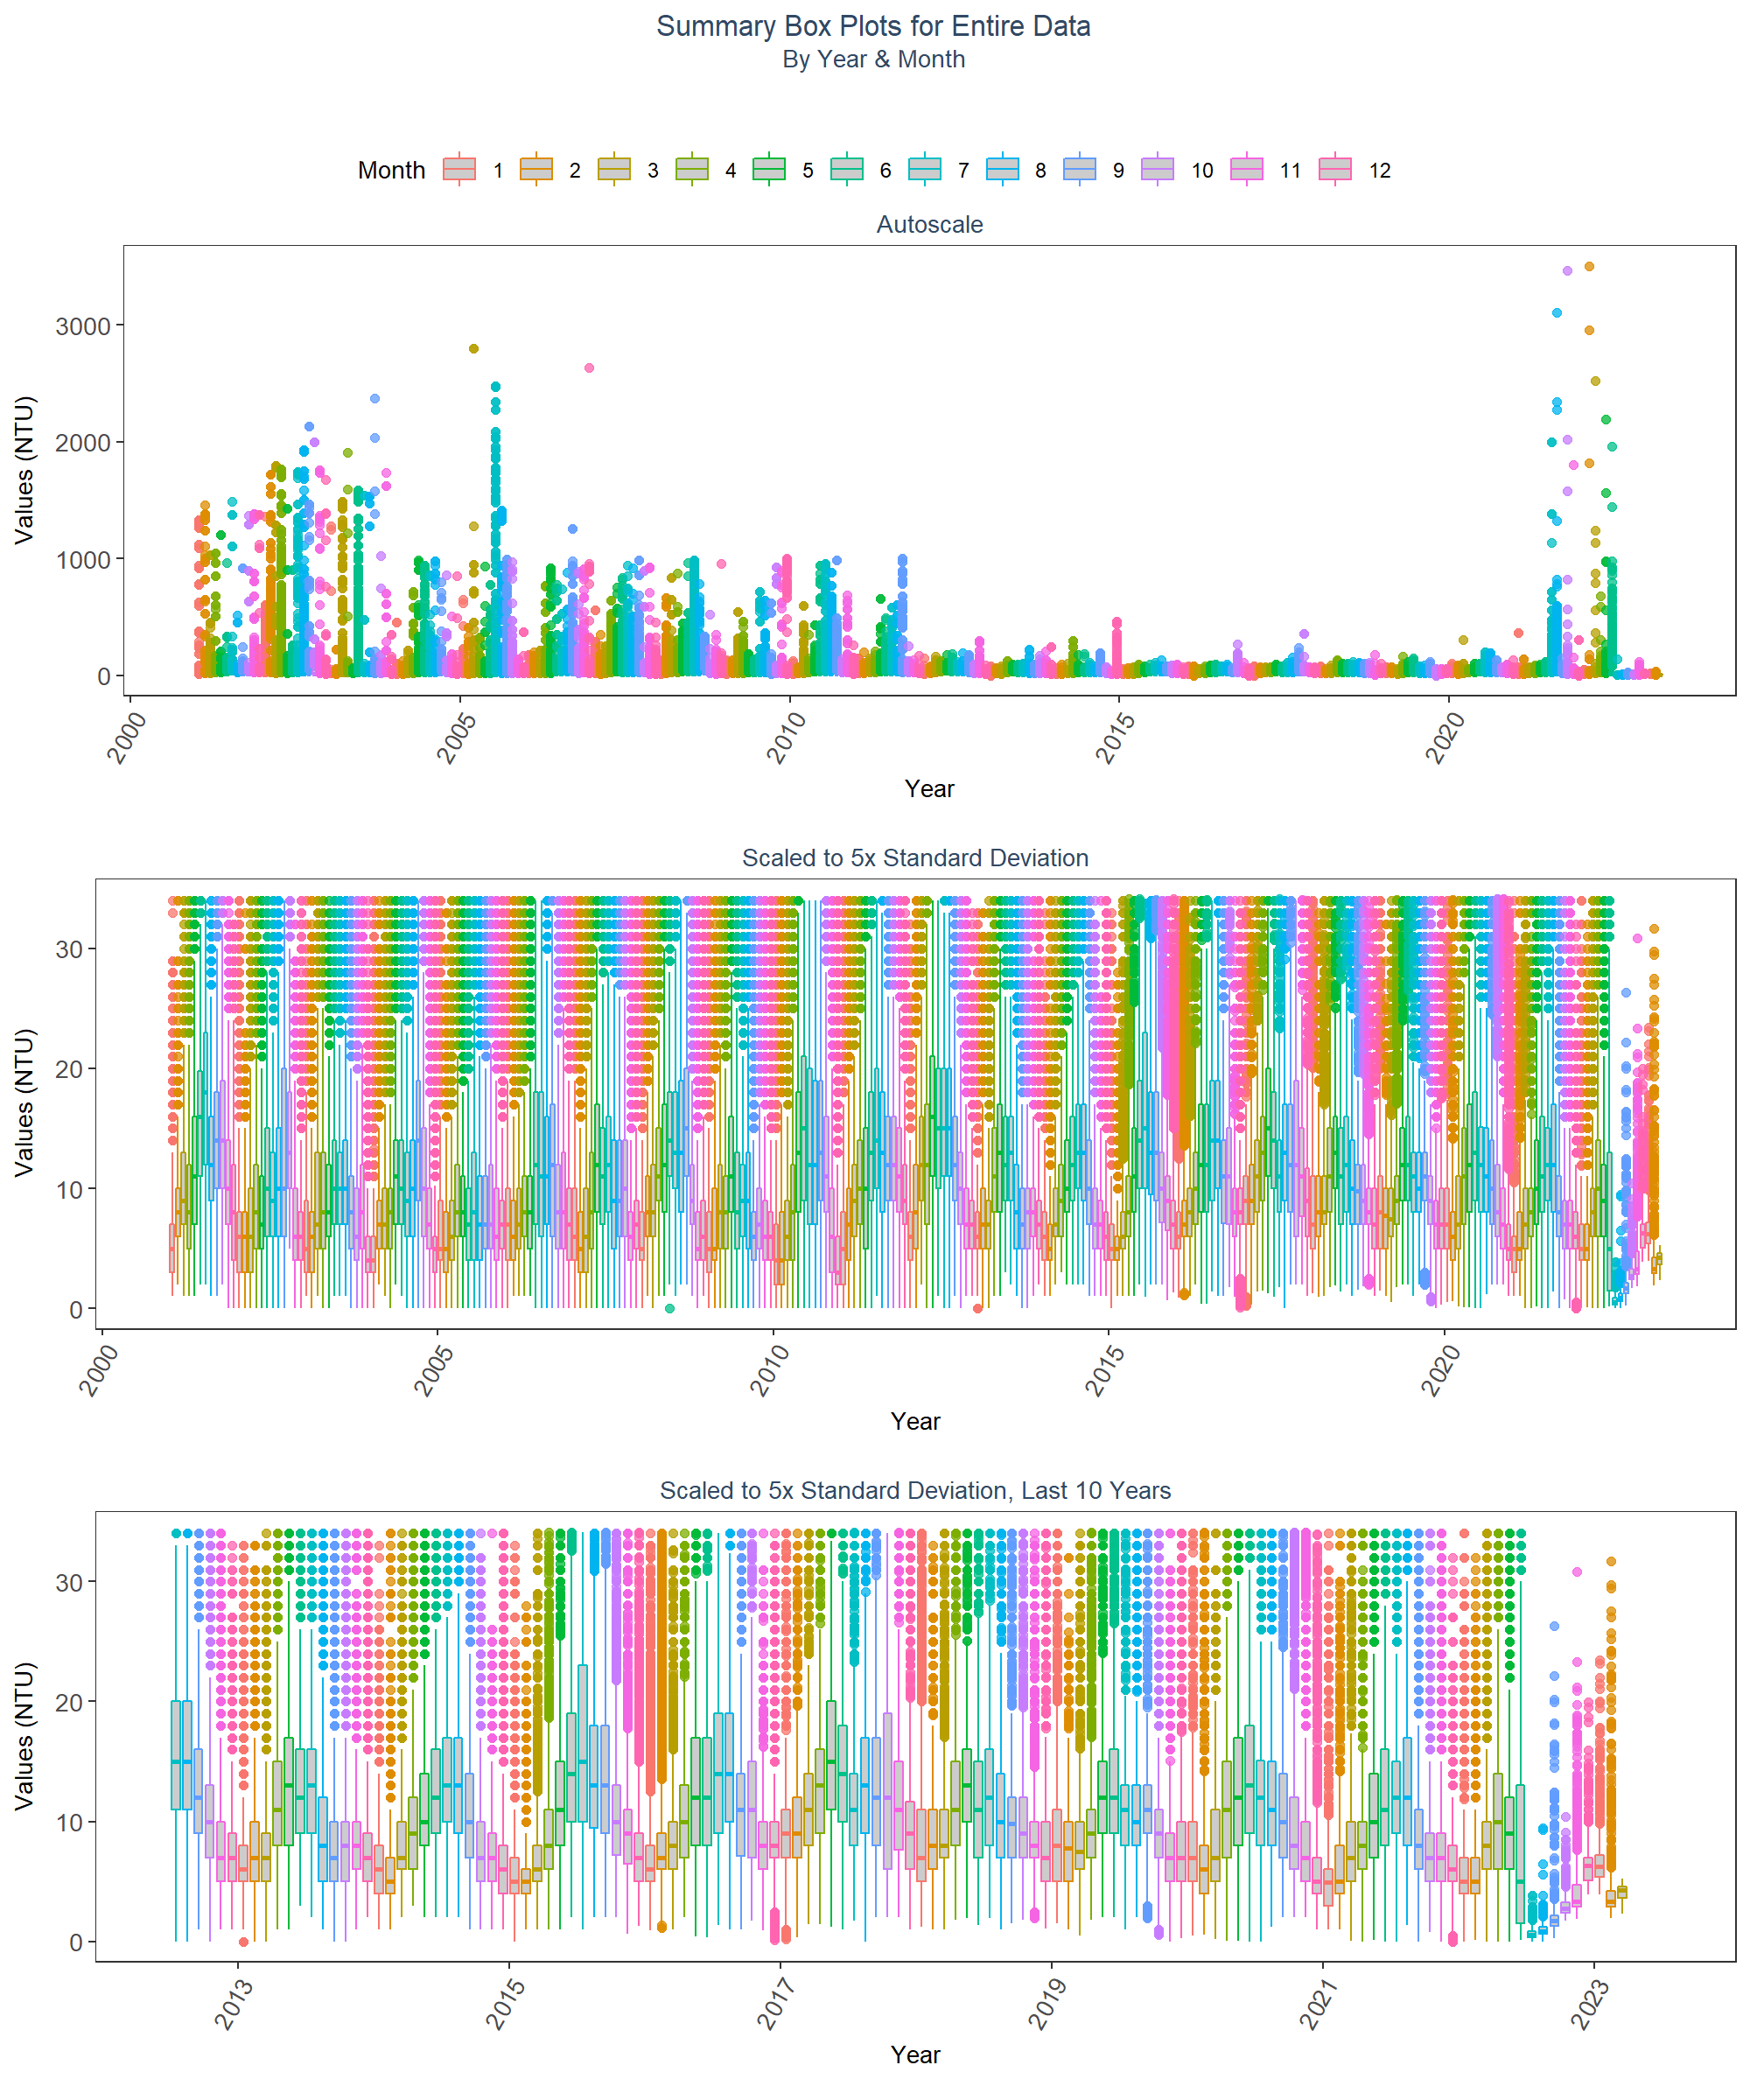 Summary Box Plots for Entire Data
By Year & Month
Month 1 2 3 4 5 6 7 8 9 10 11 12
Autoscale
Values (NTU)
3000
2000
1000
0
2000 2005 2010 2015 2020
Year
Scaled to 5x Standard Deviation
Values (NTU)
30
20
10
0
2000 2005 2010 2015 2020
Year
Scaled to 5x Standard Deviation, Last 10 Years
Values (NTU)
30
20
10
0
2013 2015 2017 2019 2021 2023
Year